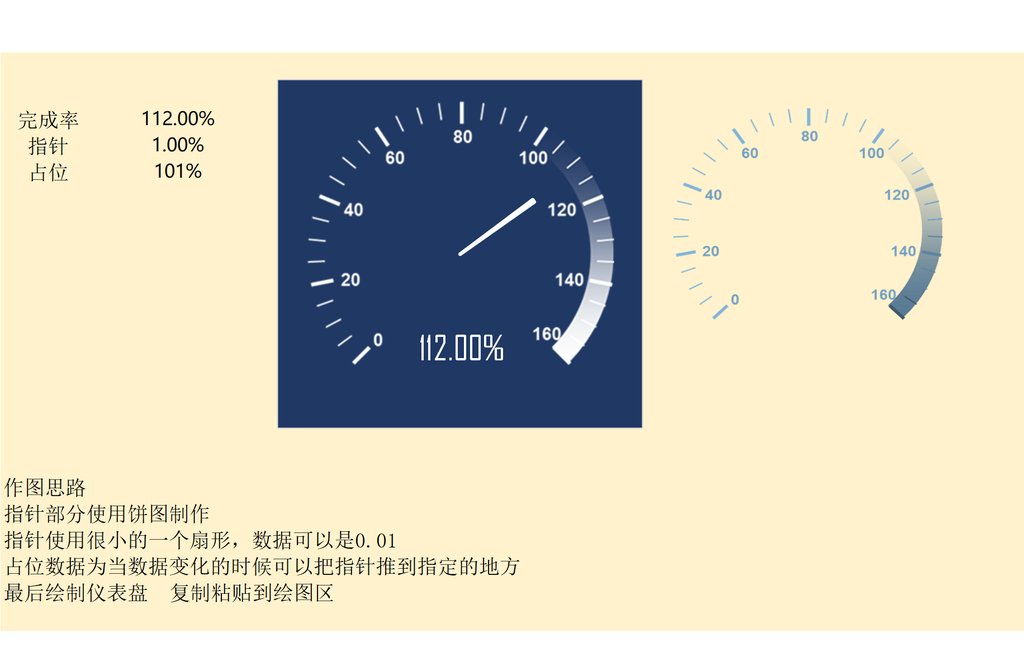 完成率 112.00%
指针 1.00%
占位 101%
0
20
40
60
80
100
120
140
160
112.00%
0
20
40
60
80
100
120
140
160
作图思路
指针部分使用饼图制作
指针使用很小的一个扇形，数据可以是0.01
占位数据为当数据变化的时候可以把指针推到指定的地方
最后绘制仪表盘 复制粘贴到绘图区